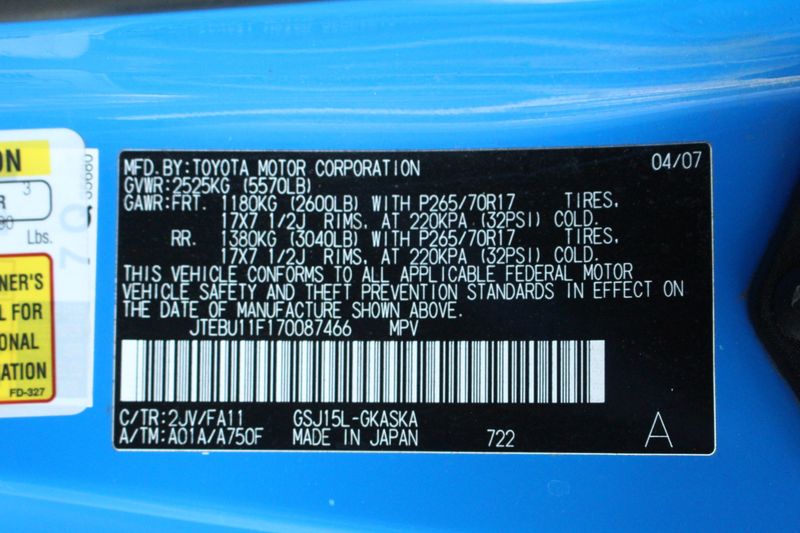 MFD.BY:TOYOTA MOTOR CORPORATION 04/07
GVWR:2525KG (5570LB)
GAWR:FRT. 1180KG (2600LB) WITH P265/70R17 TIRES,
17X7 1/2J RIMS, AT 220KPA (32PSI) COLD.
RR. 1380KG (3040LB) WITH P265/70R17 TIRES,
17X7 1/2J RIMS, AT 220KPA (32PSI) COLD.
THIS VEHICLE CONFORMS TO ALL APPLICABLE FEDERAL MOTOR
VEHICLE SAFETY AND THEFT PREVENTION STANDARDS IN EFFECT ON
THE DATE OF MANUFACTURE SHOWN ABOVE.
JTEBU11F170087466 MPV
C/TR:2JV/FA11 GSJ15L-GKASKA
A/TM:A01A/A750F MADE IN JAPAN 722 A
ON
3
R
Lbs.
NER'S
L FOR
ONAL
ATION
FD-327